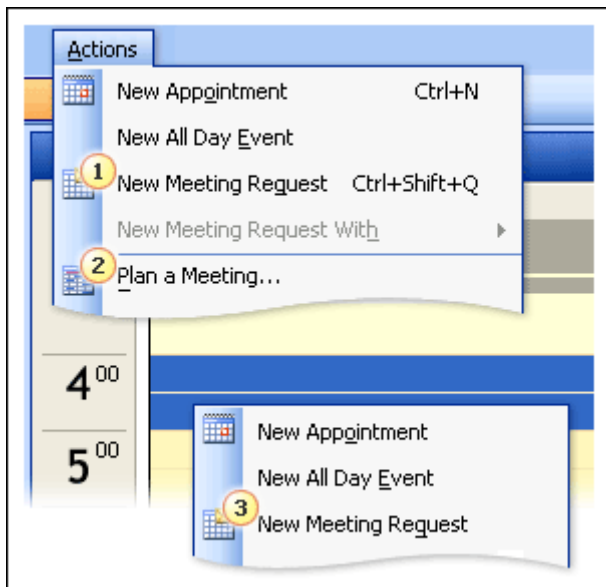 Actions
New Appointment Ctrl+N
New All Day Event
1 New Meeting Request Ctrl+Shift+Q
New Meeting Request With
2 Plan a Meeting...
4 00
5 00
New Appointment
New All Day Event
3 New Meeting Request